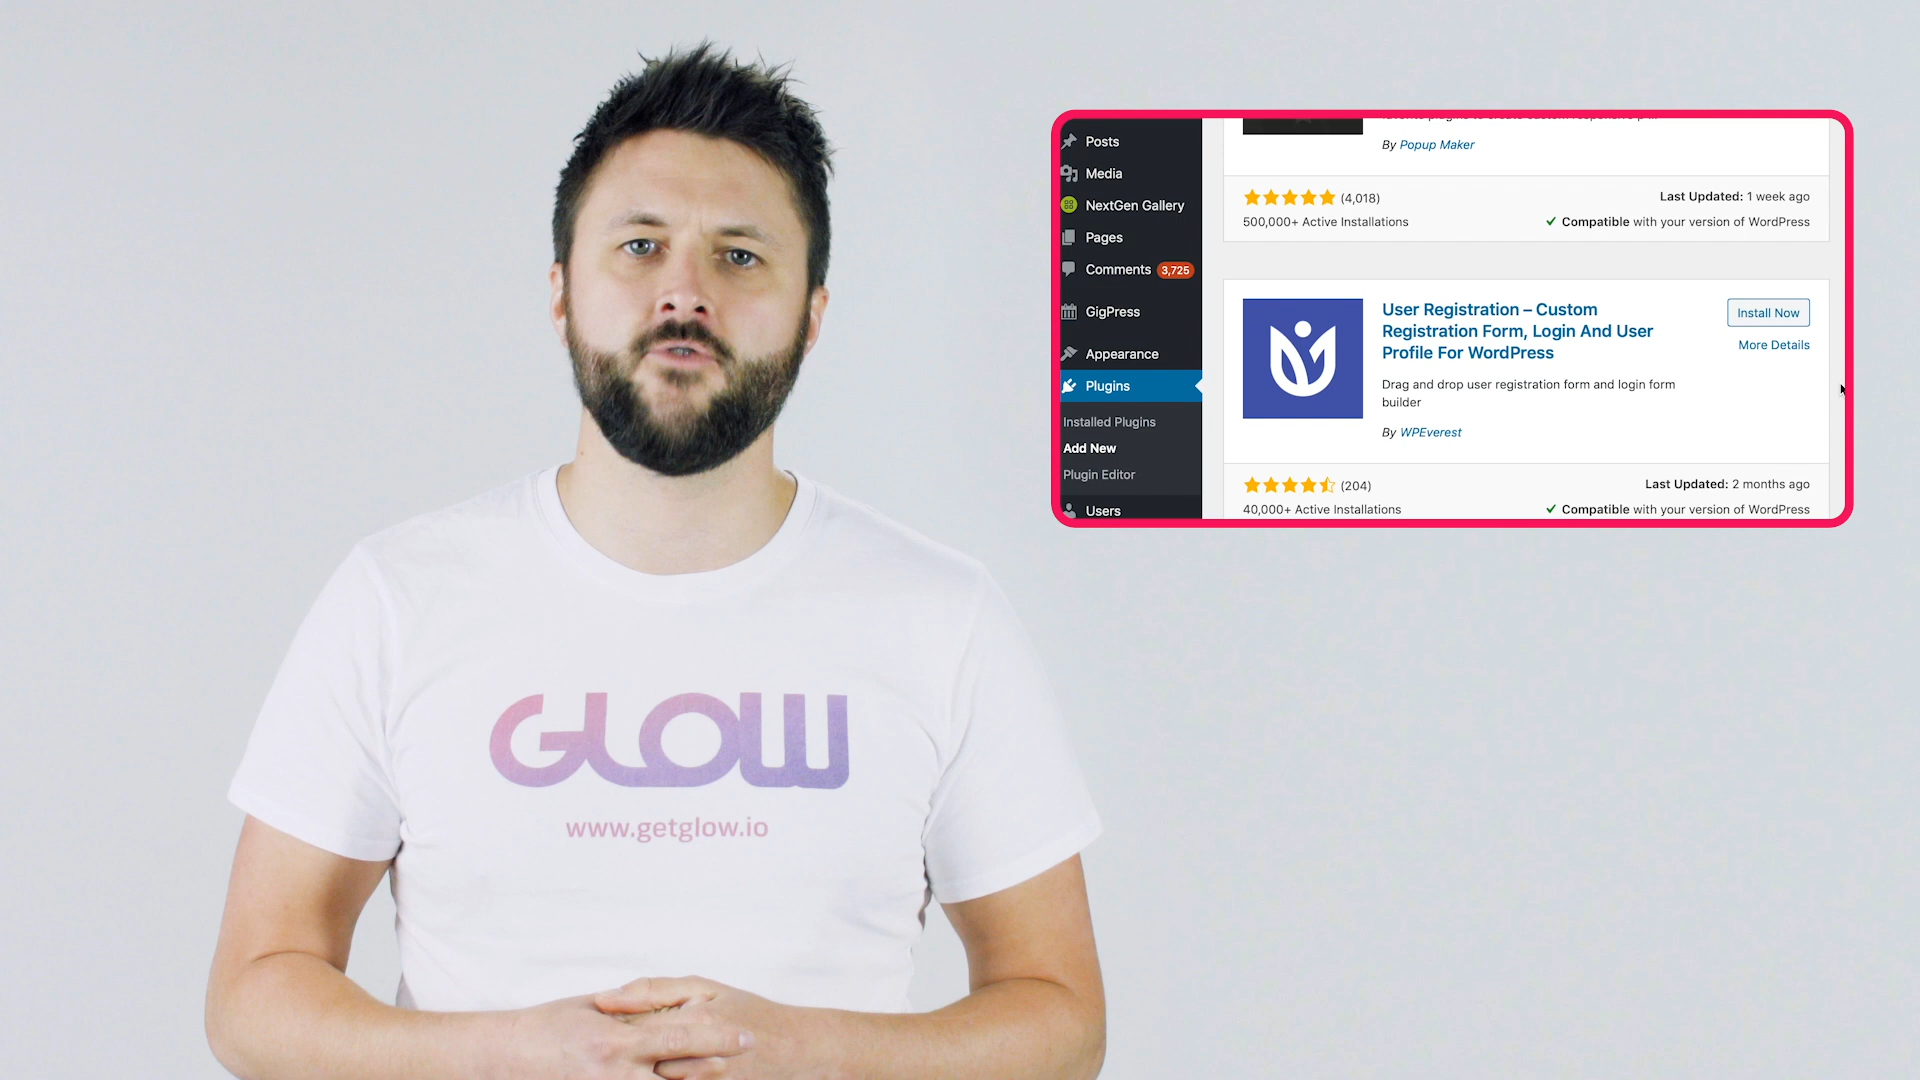 GLOW
www.getglow.io
Posts
Media
NextGen Gallery
Pages
Comments 3,725
GigPress
Appearance
Plugins
Installed Plugins
Add New
Plugin Editor
Users
By Popup Maker
(4,018)
Last Updated: 1 week ago
500,000+ Active Installations
Compatible with your version of WordPress
User Registration – Custom
Registration Form, Login And User
Profile For WordPress
Install Now
More Details
Drag and drop user registration form and login form
builder
By WPEverest
(204)
Last Updated: 2 months ago
40,000+ Active Installations
Compatible with your version of WordPress